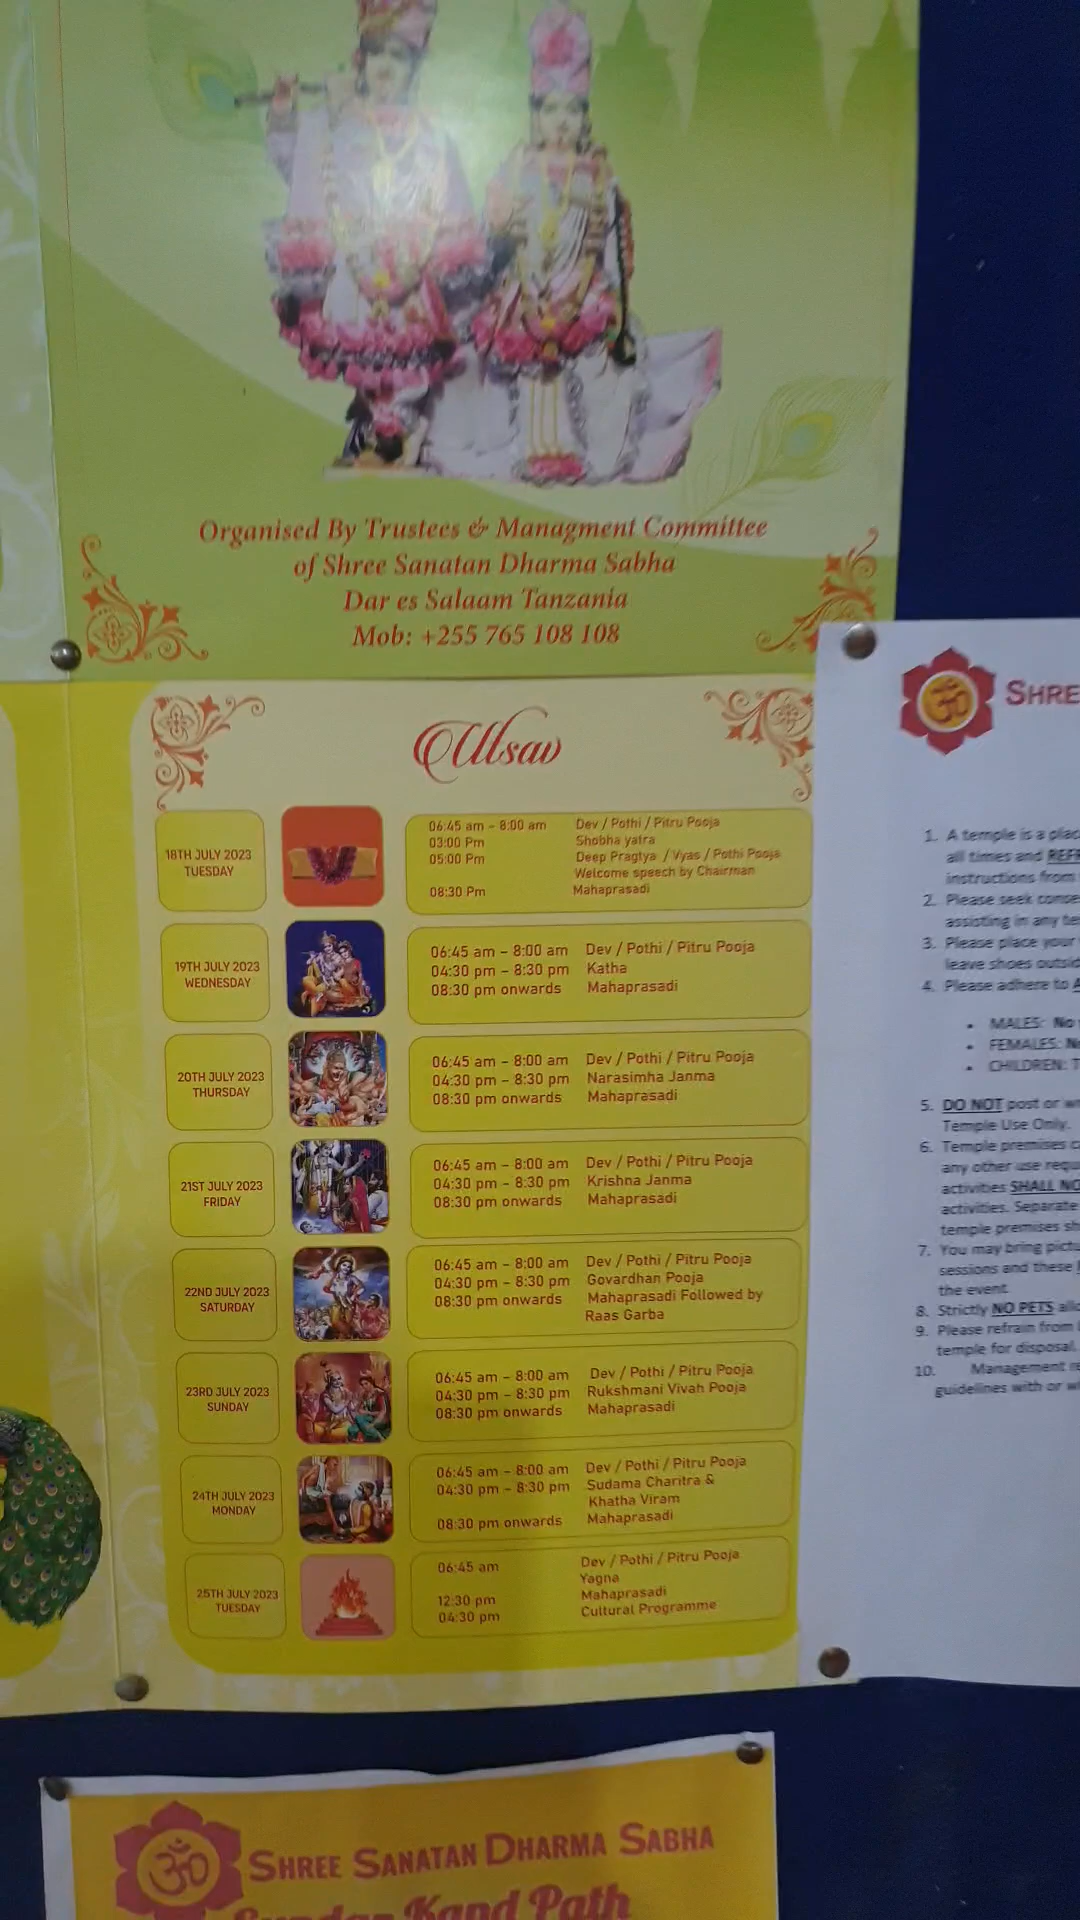 Organised By Trustees & Managment Committee
of Shree Sanatan Dharma Sabha
Dar es Salaam Tanzania
Mob: +255 765 108 108
Utsav
18TH JULY 2023
TUESDAY
06:45 am – 8:00 am Dev / Pothi / Pitru Pooja
03:00 Pm Shobha yatra
05:00 Pm Deep Pragtya / Vyas / Pothi Pooja
Welcome speech by Chairman
08:30 Pm Mahaprasadi
19TH JULY 2023
WEDNESDAY
06:45 am – 8:00 am Dev / Pothi / Pitru Pooja
04:30 pm – 8:30 pm Katha
08:30 pm onwards Mahaprasadi
20TH JULY 2023
THURSDAY
06:45 am – 8:00 am Dev / Pothi / Pitru Pooja
04:30 pm – 8:30 pm Narasimha Janma
08:30 pm onwards Mahaprasadi
21ST JULY 2023
FRIDAY
06:45 am – 8:00 am Dev / Pothi / Pitru Pooja
04:30 pm – 8:30 pm Krishna Janma
08:30 pm onwards Mahaprasadi
22ND JULY 2023
SATURDAY
06:45 am – 8:00 am Dev / Pothi / Pitru Pooja
04:30 pm – 8:30 pm Govardhan Pooja
08:30 pm onwards Mahaprasadi Followed by
Raas Garba
23RD JULY 2023
SUNDAY
06:45 am – 8:00 am Dev / Pothi / Pitru Pooja
04:30 pm – 8:30 pm Rukshmani Vivah Pooja
08:30 pm onwards Mahaprasadi
24TH JULY 2023
MONDAY
06:45 am – 8:00 am Dev / Pothi / Pitru Pooja
04:30 pm – 8:30 pm Sudama Charitra &
Khatha Viram
08:30 pm onwards Mahaprasadi
25TH JULY 2023
TUESDAY
06:45 am Dev / Pothi / Pitru Pooja
Yagna
12:30 pm Mahaprasadi
04:30 pm Cultural Programme
ॐ SHREE
1. A temple is a
all times and
instructions from
2. Please seek
assisting in any
3. Please place your
leave shoes
4. Please adhere to
• MALES: No
• FEMALES:
• CHILDREN:
5. DO NOT post or
Temple Use Only.
6. Temple premises
any other use
activities SHALL
activities. Separate
temple premises
7. You may bring
sessions and these
the event
8. Strictly NO PETS
9. Please refrain from
temple for disposal.
10. Management
guidelines with or
ॐ SHREE SANATAN DHARMA SABHA
Sundar Kand Path